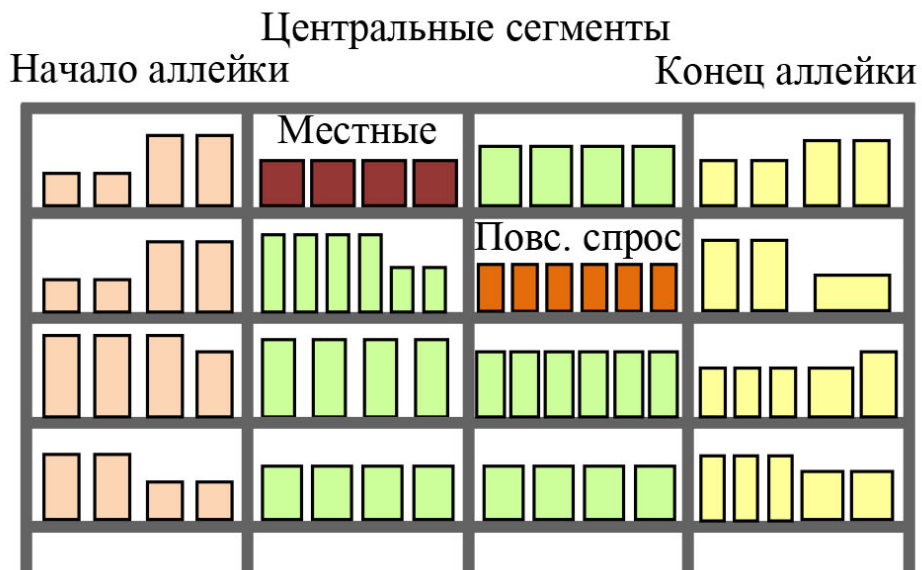 Центральные сегменты
Начало аллейки
Конец аллейки
Местные
Повс. спрос